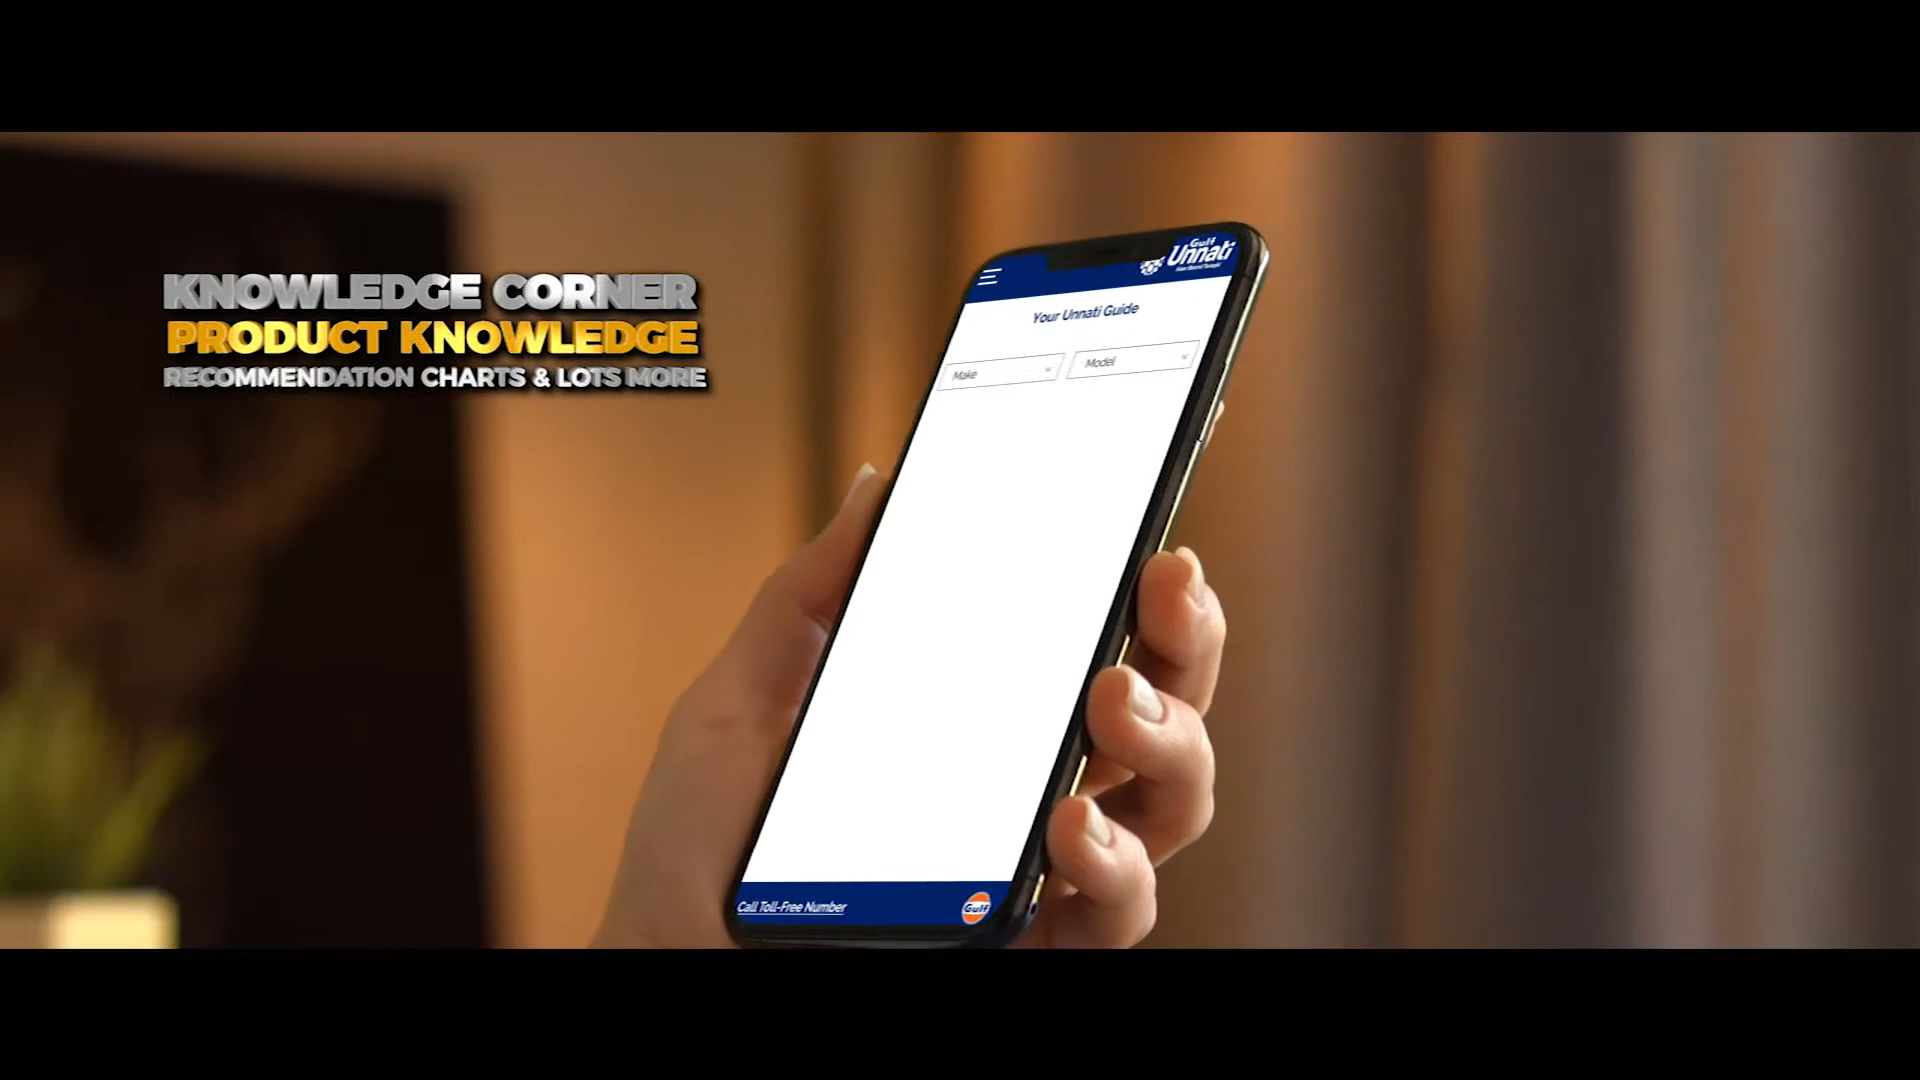 KNOWLEDGE CORNER
PRODUCT KNOWLEDGE
RECOMMENDATION CHARTS & LOTS MORE
Gulf
Unnati
Your Unnati Guide
Make
Model
Call Toll-Free Number
Gulf